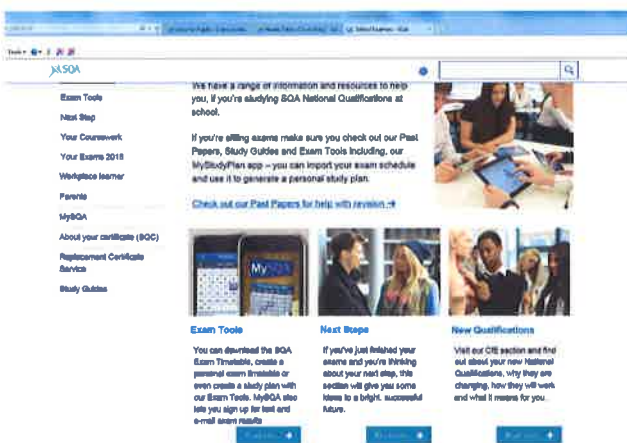 Tools
SQA
Exam Tools
Next Step
Your Coursework
Your Exams 2015
Workplace learner
Parents
MySQA
About your certificate (SQC)
Replacement Certificate
Service
Study Guides
We have a range of information and resources to help
you, if you're studying SQA National Qualifications at
school.
If you're sitting exams make sure you check out our Past
Papers, Study Guides and Exam Tools including, our
MyStudyPlan app – you can import your exam schedule
and use it to generate a personal study plan.
Check out our Past Papers for help with revision
MySQA
Exam Tools
You can download the SQA
Exam Timetable, create a
personal exam timetable or
even create a study plan with
our Exam Tools. MySQA also
lets you sign up for text and
e-mail exam results
Next Steps
If you've just finished your
exams and you're thinking
about your next step, this
section will give you some
ideas to a bright, successful
future.
New Qualifications
Visit our CfE section and find
out about your new National
Qualifications, why they are
changing, how they will work
and what it means for you.